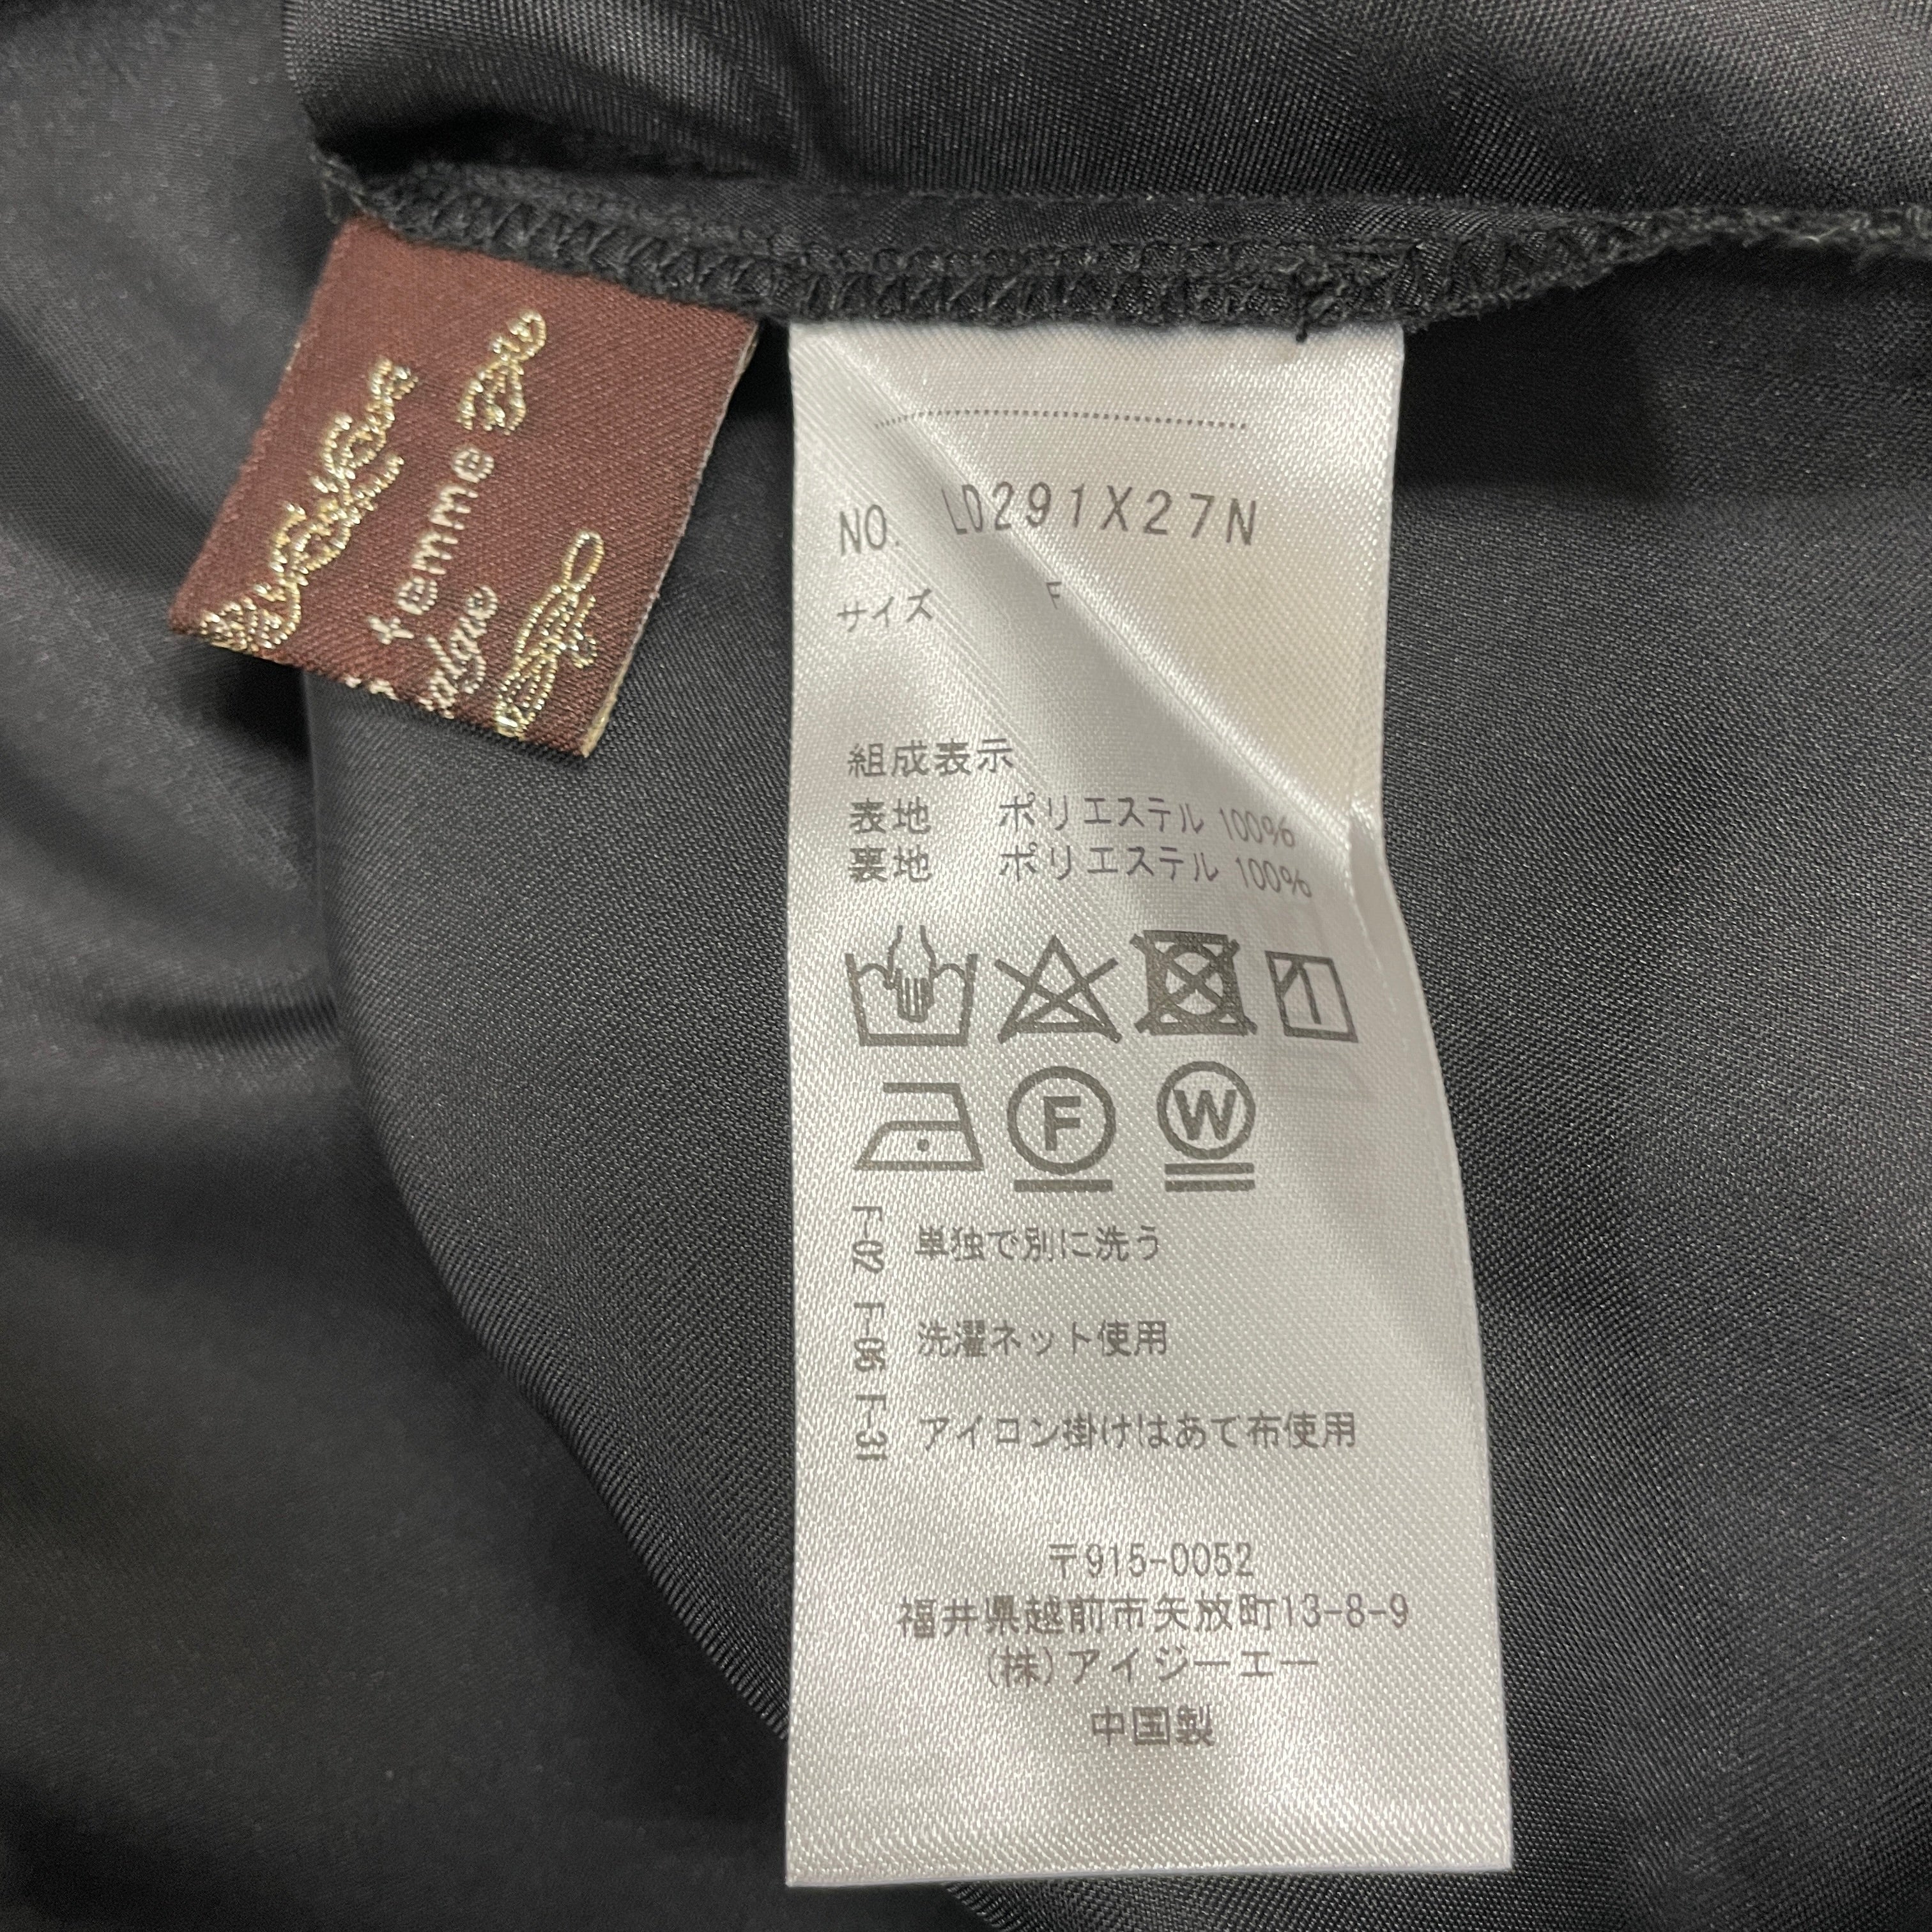 femme
NO. LD291X27N
サイズ F
組成表示
表地 ポリエステル 100%
裏地 ポリエステル 100%
F
W
F-02 単独で別に洗う
F-06 洗濯ネット使用
F-31 アイロン掛けはあて布使用
〒915-0052
福井県越前市矢放町13-8-9
(株)アイジーエー
中国製